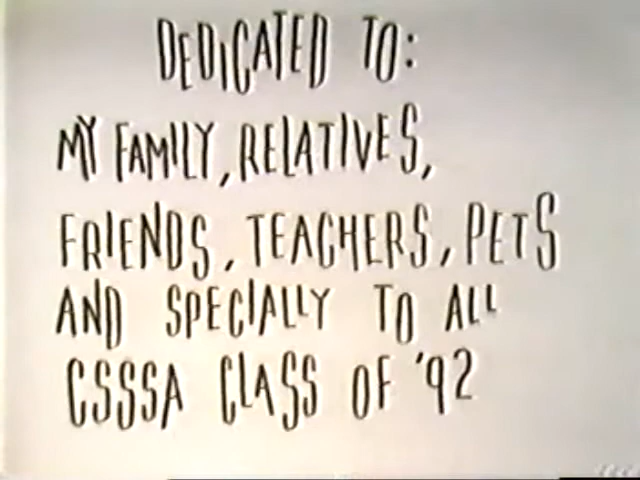 DEDICATED TO:
MY FAMILY, RELATIVES,
FRIENDS, TEACHERS, PETS
AND SPECIALLY TO ALL
CSSSA CLASS OF '92